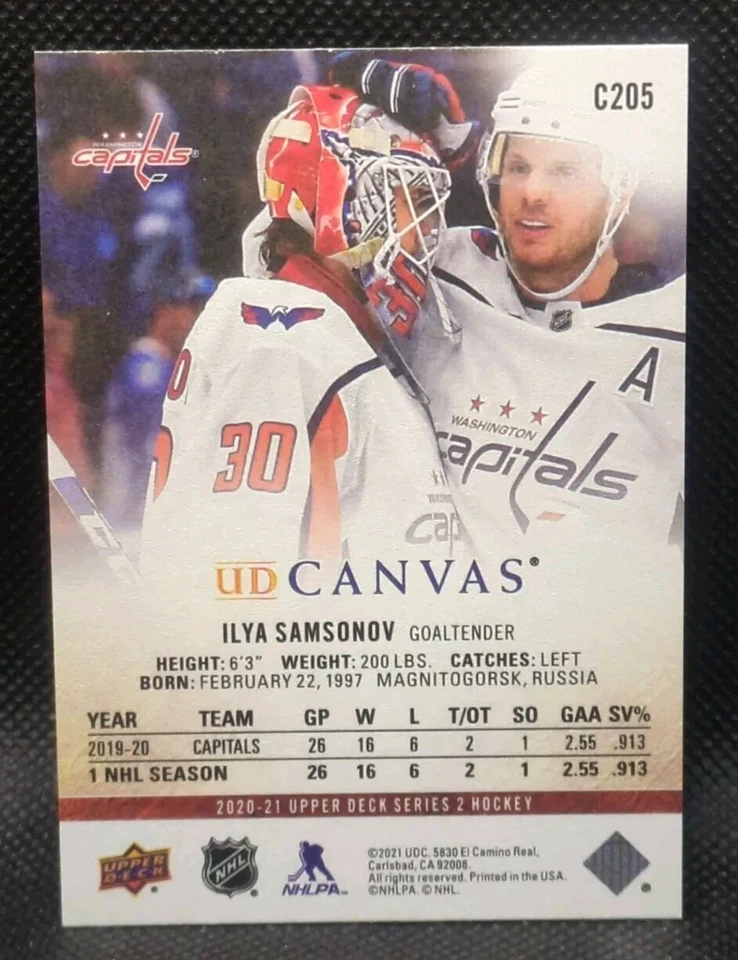 C205
WASHINGTON
capitals®
30
30
A
WASHINGTON
capitals
UD CANVAS®
ILYA SAMSONOV GOALTENDER
HEIGHT: 6'3" WEIGHT: 200 LBS. CATCHES: LEFT
BORN: FEBRUARY 22, 1997 MAGNITOGORSK, RUSSIA
YEAR TEAM GP W L T/OT SO GAA SV%
2019-20 CAPITALS 26 16 6 2 1 2.55 .913
1 NHL SEASON 26 16 6 2 1 2.55 .913
2020-21 UPPER DECK SERIES 2 HOCKEY
UPPER DECK®
NHL®
NHLPA™
©2021 UDC. 5830 El Camino Real,
Carlsbad, CA 92008.
All rights reserved. Printed in the USA.
©NHLPA. © NHL.
®